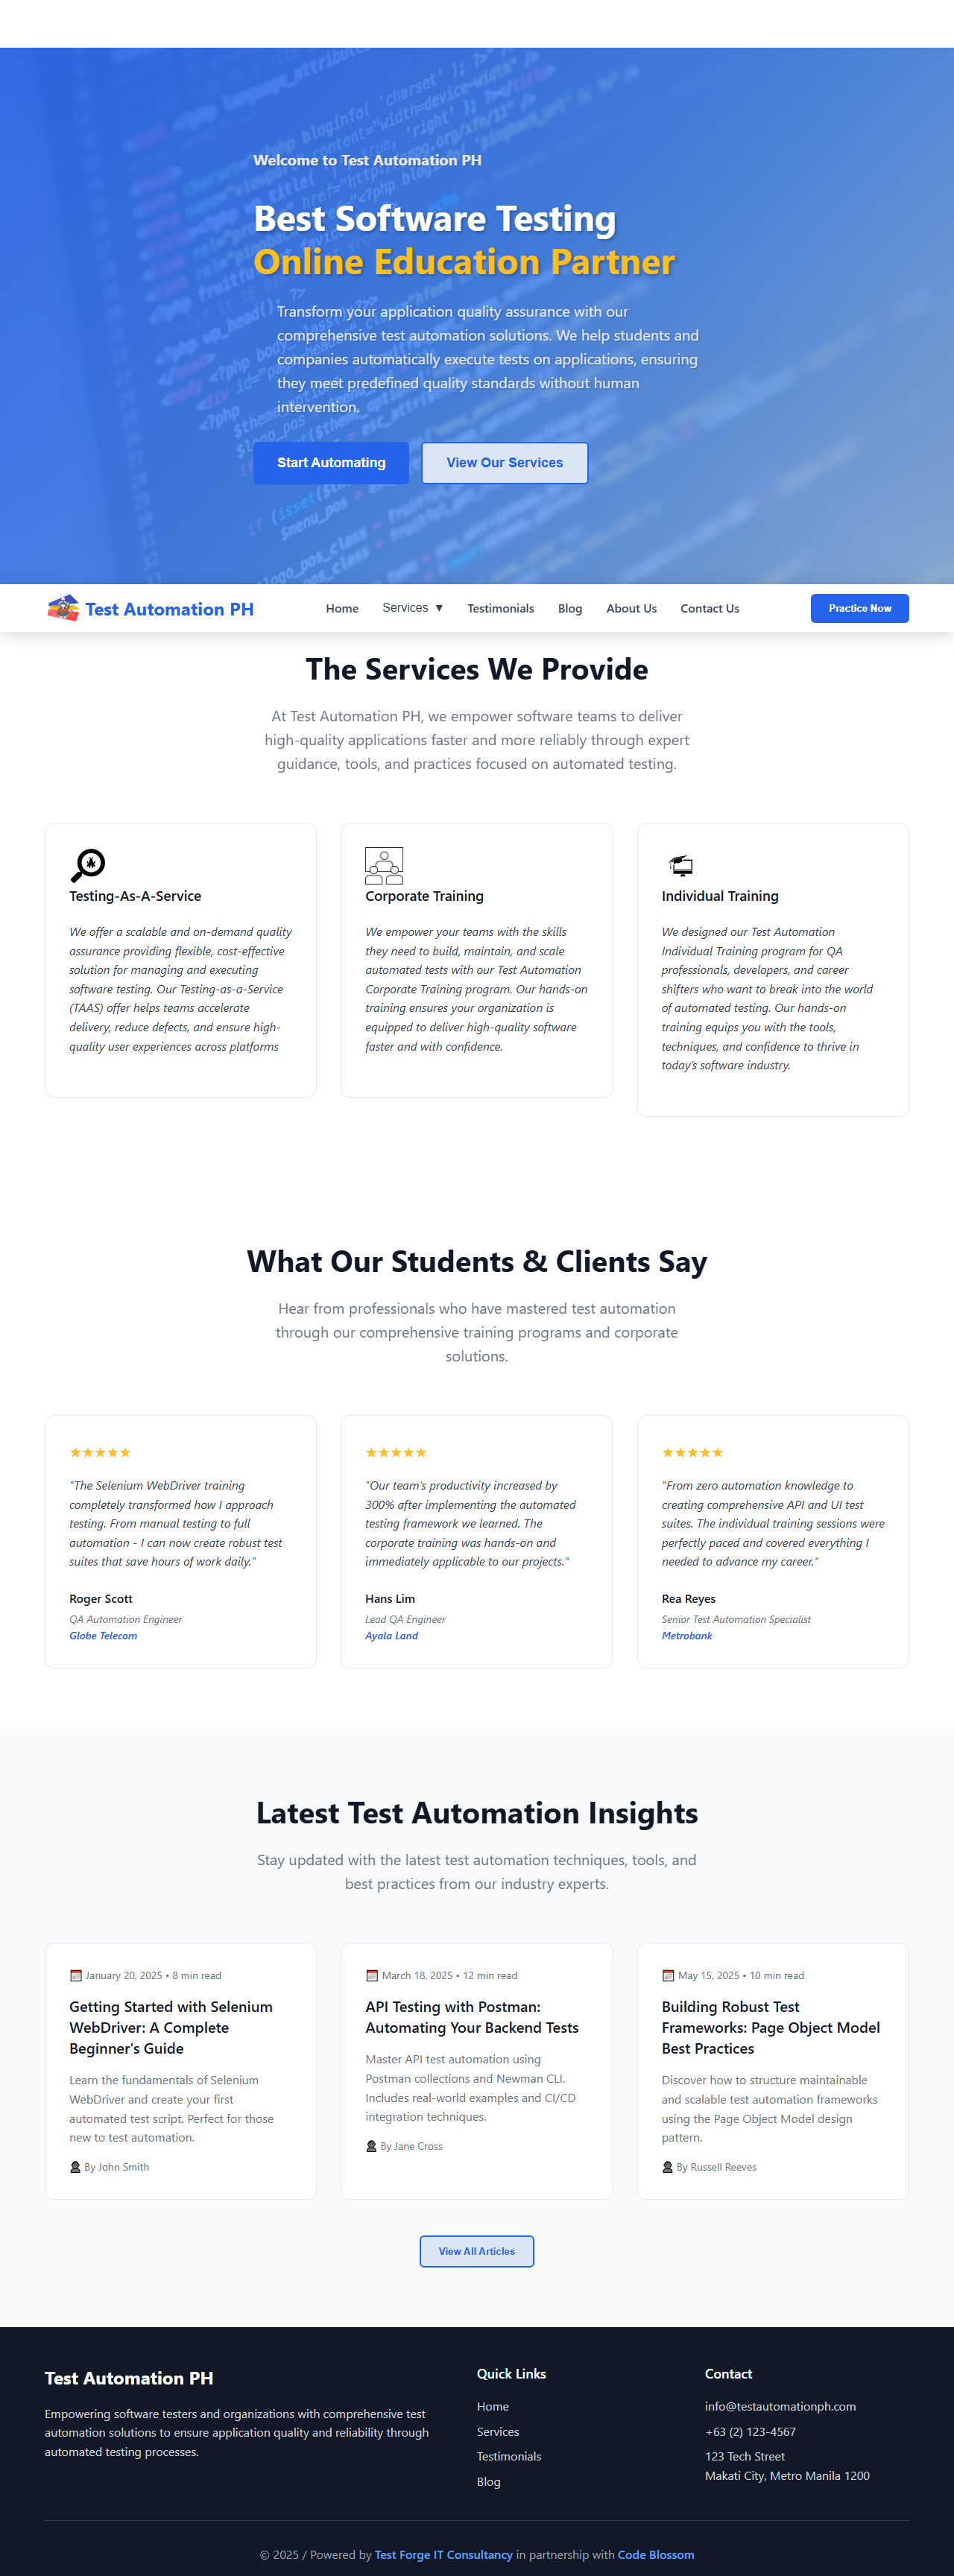 Welcome to Test Automation PH
Best Software Testing
Online Education Partner
Transform your application quality assurance with our
comprehensive test automation solutions. We help students and
companies automatically execute tests on applications, ensuring
they meet predefined quality standards without human
intervention.
Start Automating
View Our Services
Test Automation PH
Home
Services ▼
Testimonials
Blog
About Us
Contact Us
Practice Now
The Services We Provide
At Test Automation PH, we empower software teams to deliver
high-quality applications faster and more reliably through expert
guidance, tools, and practices focused on automated testing.
Testing-As-A-Service
We offer a scalable and on-demand quality
assurance providing flexible, cost-effective
solution for managing and executing
software testing. Our Testing-as-a-Service
(TAAS) offer helps teams accelerate
delivery, reduce defects, and ensure high-
quality user experiences across platforms
Corporate Training
We empower your teams with the skills
they need to build, maintain, and scale
automated tests with our Test Automation
Corporate Training program. Our hands-on
training ensures your organization is
equipped to deliver high-quality software
faster and with confidence.
Individual Training
We designed our Test Automation
Individual Training program for QA
professionals, developers, and career
shifters who want to break into the world
of automated testing. Our hands-on
training equips you with the tools,
techniques, and confidence to thrive in
today's software industry.
What Our Students & Clients Say
Hear from professionals who have mastered test automation
through our comprehensive training programs and corporate
solutions.
★★★★★
"The Selenium WebDriver training
completely transformed how I approach
testing. From manual testing to full
automation - I can now create robust test
suites that save hours of work daily."
Roger Scott
QA Automation Engineer
Globe Telecom
★★★★★
"Our team's productivity increased by
300% after implementing the automated
testing framework we learned. The
corporate training was hands-on and
immediately applicable to our projects."
Hans Lim
Lead QA Engineer
Ayala Land
★★★★★
"From zero automation knowledge to
creating comprehensive API and UI test
suites. The individual training sessions were
perfectly paced and covered everything I
needed to advance my career."
Rea Reyes
Senior Test Automation Specialist
Metrobank
Latest Test Automation Insights
Stay updated with the latest test automation techniques, tools, and
best practices from our industry experts.
January 20, 2025 • 8 min read
Getting Started with Selenium
WebDriver: A Complete
Beginner's Guide
Learn the fundamentals of Selenium
WebDriver and create your first
automated test script. Perfect for those
new to test automation.
By John Smith
March 18, 2025 • 12 min read
API Testing with Postman:
Automating Your Backend Tests
Master API test automation using
Postman collections and Newman CLI.
Includes real-world examples and CI/CD
integration techniques.
By Jane Cross
May 15, 2025 • 10 min read
Building Robust Test
Frameworks: Page Object Model
Best Practices
Discover how to structure maintainable
and scalable test automation frameworks
using the Page Object Model design
pattern.
By Russell Reeves
View All Articles
Test Automation PH
Empowering software testers and organizations with comprehensive test
automation solutions to ensure application quality and reliability through
automated testing processes.
Quick Links
Home
Services
Testimonials
Blog
Contact
info@testautomationph.com
+63 (2) 123-4567
123 Tech Street
Makati City, Metro Manila 1200
© 2025 / Powered by Test Forge IT Consultancy in partnership with Code Blossom